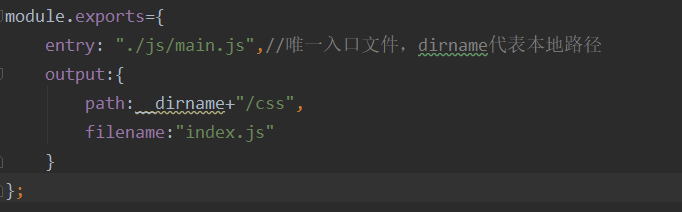 module.exports={
entry: "./js/main.js",//唯一入口文件，dirname代表本地路径
output:{
path:__dirname+"/css",
filename:"index.js"
}
};